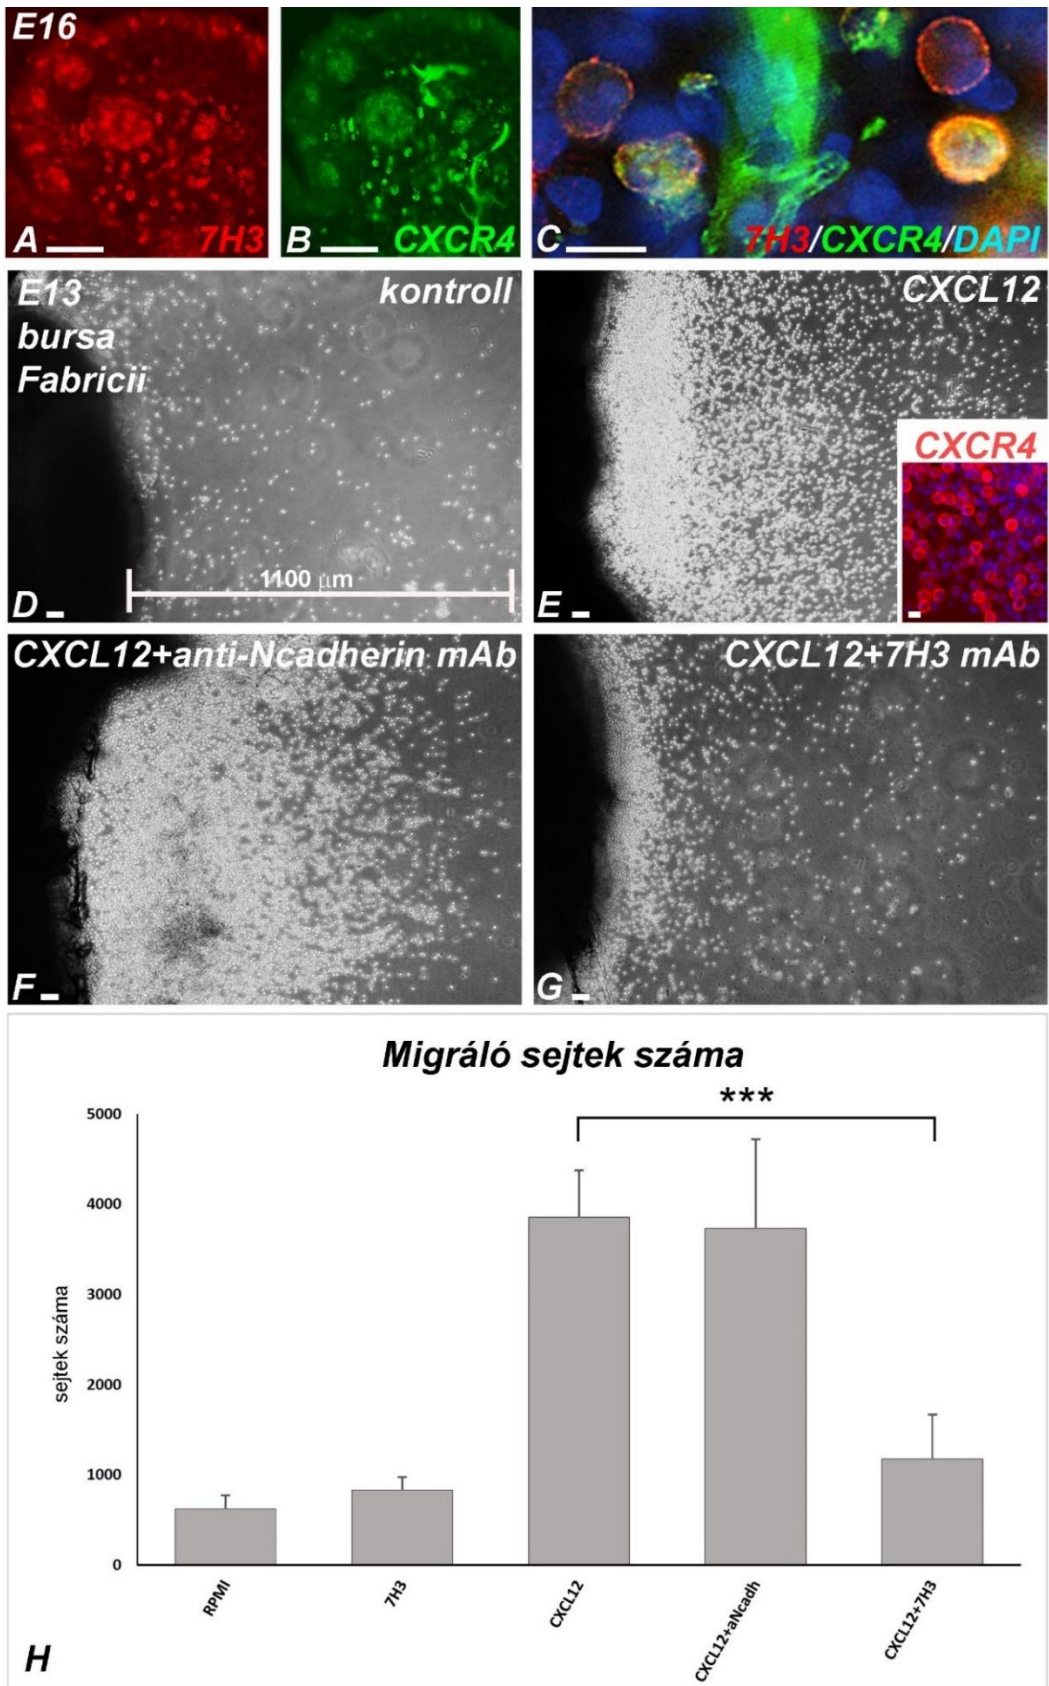 E16
A 7H3
B CXCR4
C 7H3/CXCR4/DAPI
E13 kontroll
bursa
Fabricii
1100 µm
D
CXCL12
CXCR4
E
CXCL12+anti-Ncadherin mAb
F
CXCL12+7H3 mAb
G
Migráló sejtek száma
***
sejtek száma
5000
4000
3000
2000
1000
0
RPMI
7H3
CXCL12
CXCL12+aNcadh
CXCL12+7H3
H